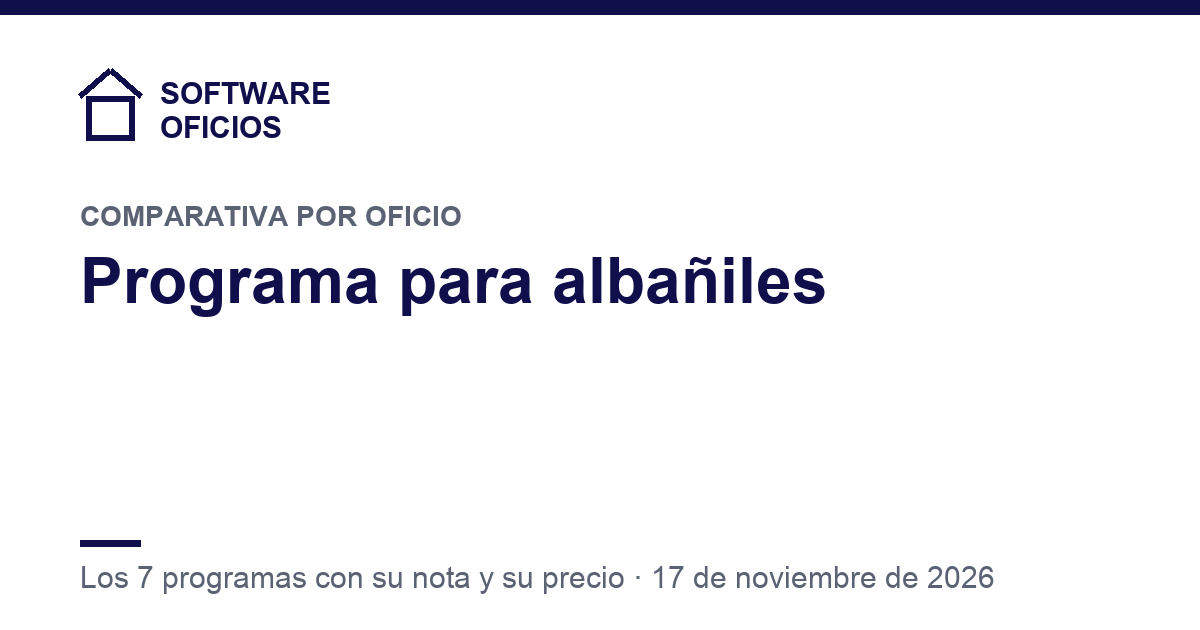 SOFTWARE
OFICIOS
COMPARATIVA POR OFICIO
Programa para albañiles
Los 7 programas con su nota y su precio · 17 de noviembre de 2026